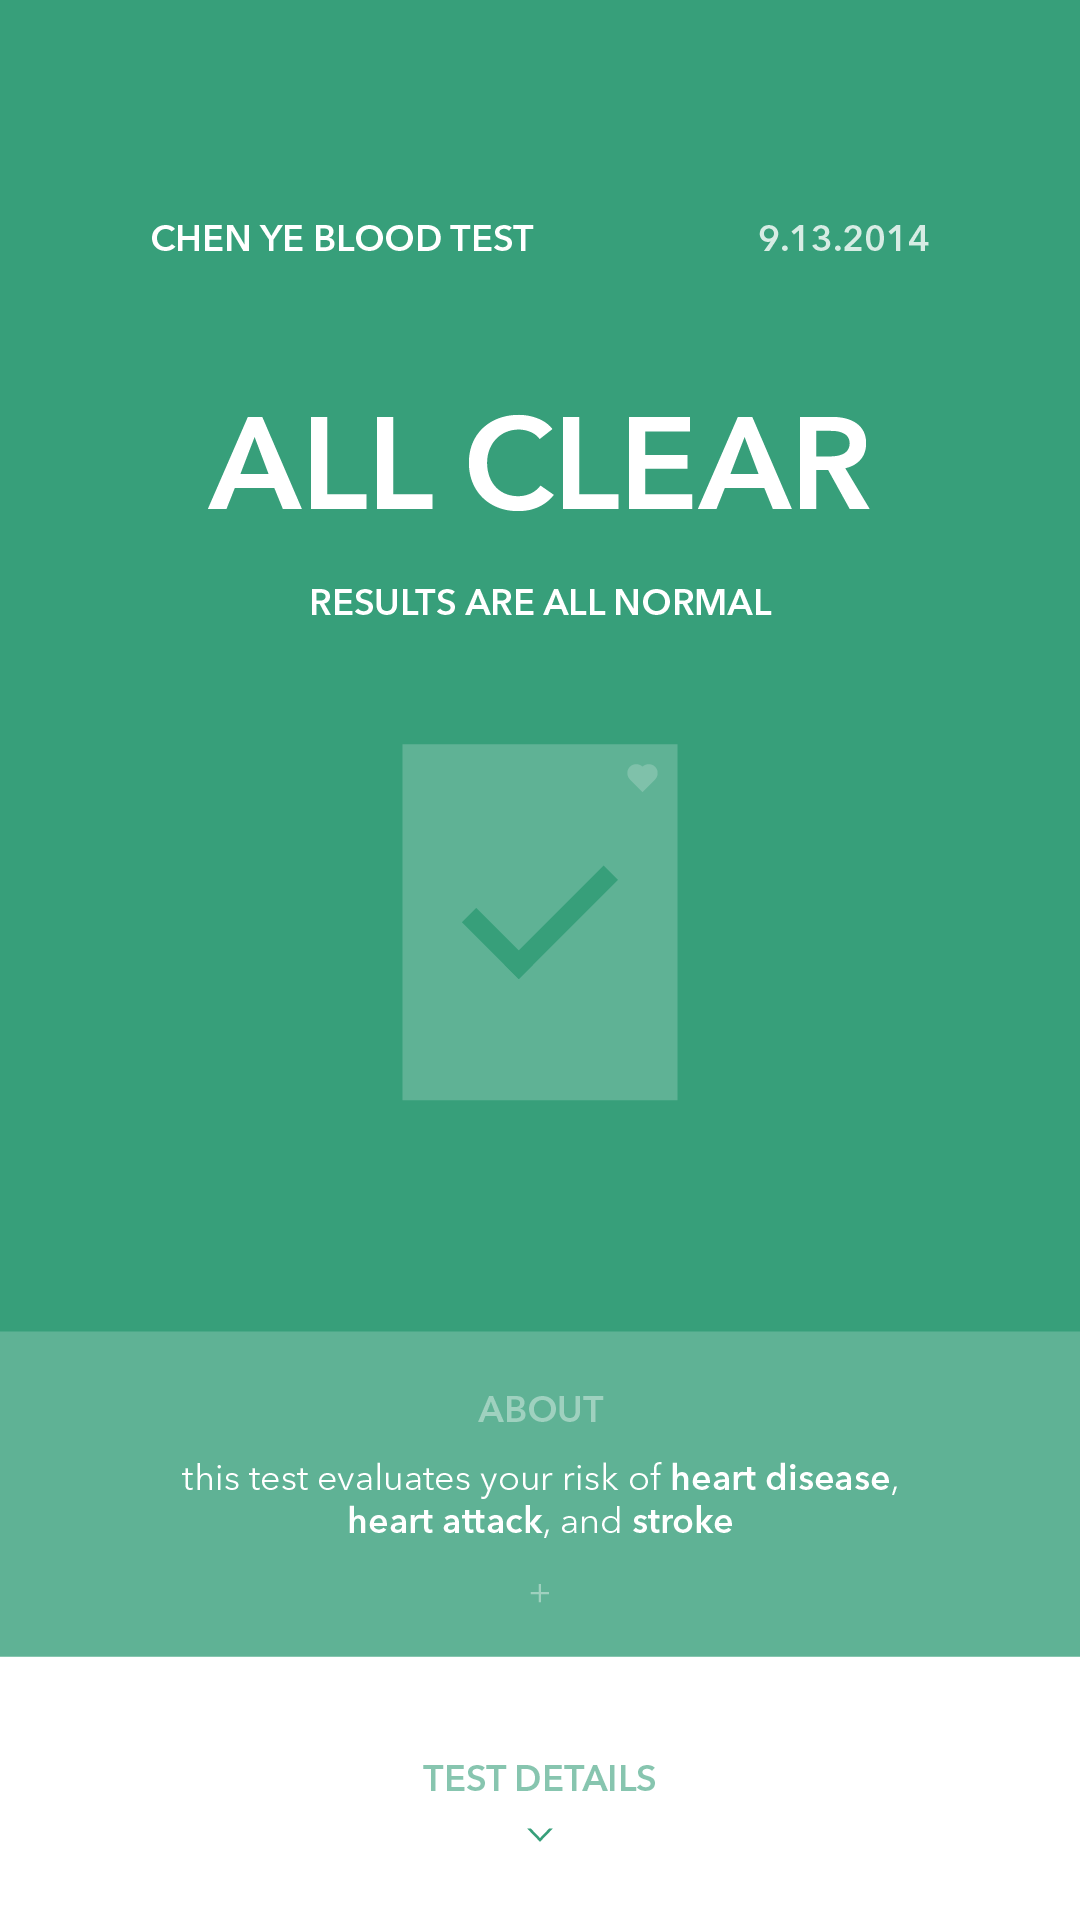 CHEN YE BLOOD TEST 9.13.2014
ALL CLEAR
RESULTS ARE ALL NORMAL
ABOUT
this test evaluates your risk of heart disease,
heart attack, and stroke
+
TEST DETAILS